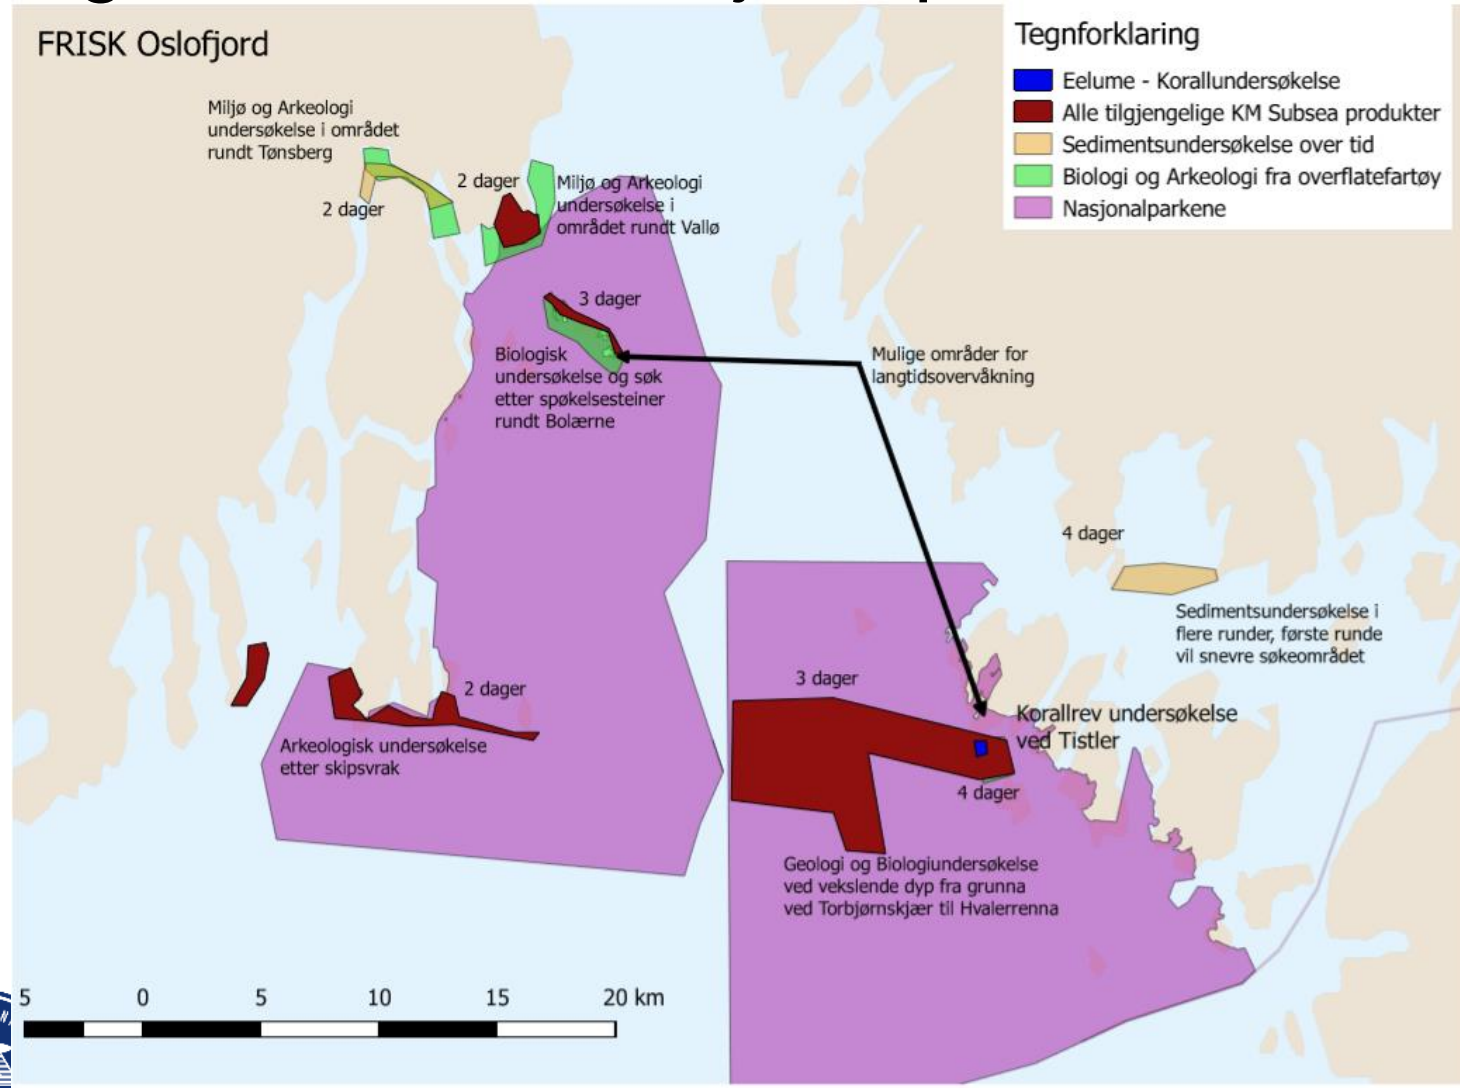 FRISK Oslofjord
Tegnforklaring
Eelume - Korallundersøkelse
Alle tilgjengelige KM Subsea produkter
Sedimentsundersøkelse over tid
Biologi og Arkeologi fra overflatefartøy
Nasjonalparkene
Miljø og Arkeologi
undersøkelse i området
rundt Tønsberg
2 dager
2 dager
Miljø og Arkeologi
undersøkelse i
området rundt Vallø
3 dager
Biologisk
undersøkelse og søk
etter spøkelsesteiner
rundt Bolærne
Mulige områder for
langtidsovervåkning
4 dager
Sedimentsundersøkelse i
flere runder, første runde
vil snevre søkeområdet
2 dager
Arkeologisk undersøkelse
etter skipsvrak
3 dager
Korallrev undersøkelse
ved Tistler
4 dager
Geologi og Biologiundersøkelse
ved vekslende dyp fra grunna
ved Torbjørnskjær til Hvalerrenna
5 0 5 10 15 20 km